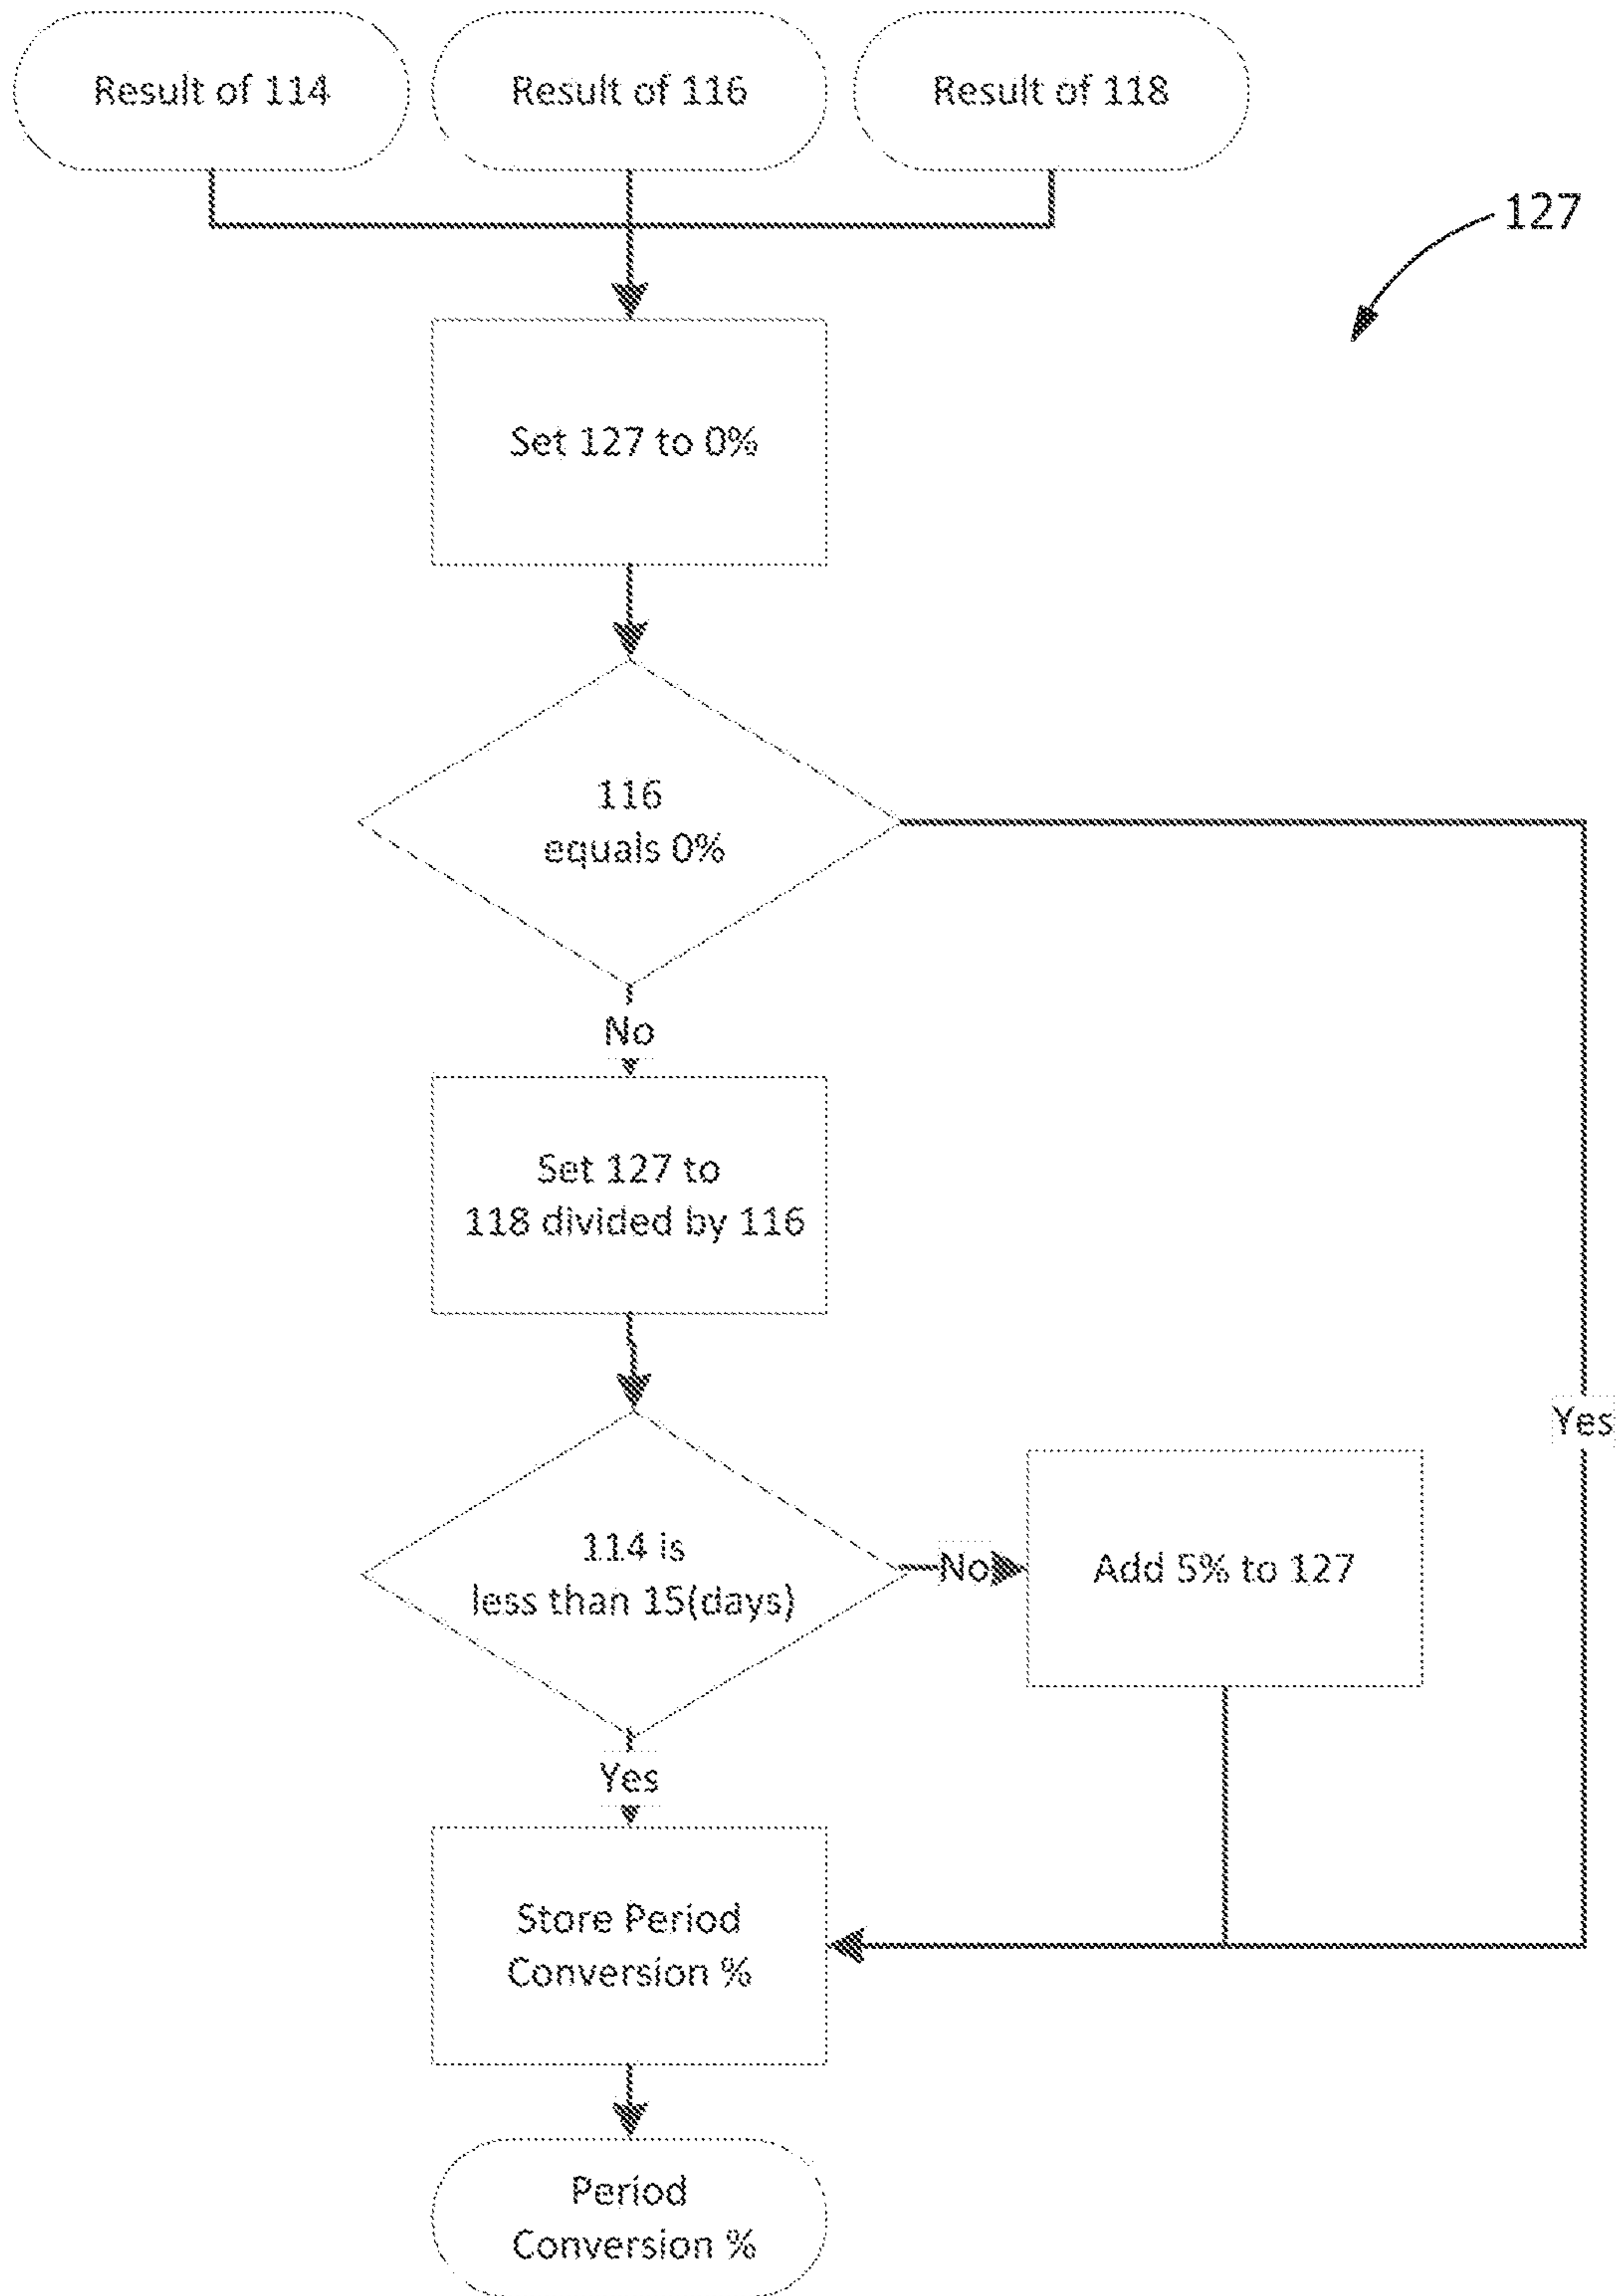 Result of 114
Result of 116
Result of 118
127
Set 127 to 0%
116
equals 0%
No
Set 127 to
118 divided by 116
Yes
114 is
less than 15(days)
No
Add 5% to 127
Yes
Store Period
Conversion %
Period
Conversion %